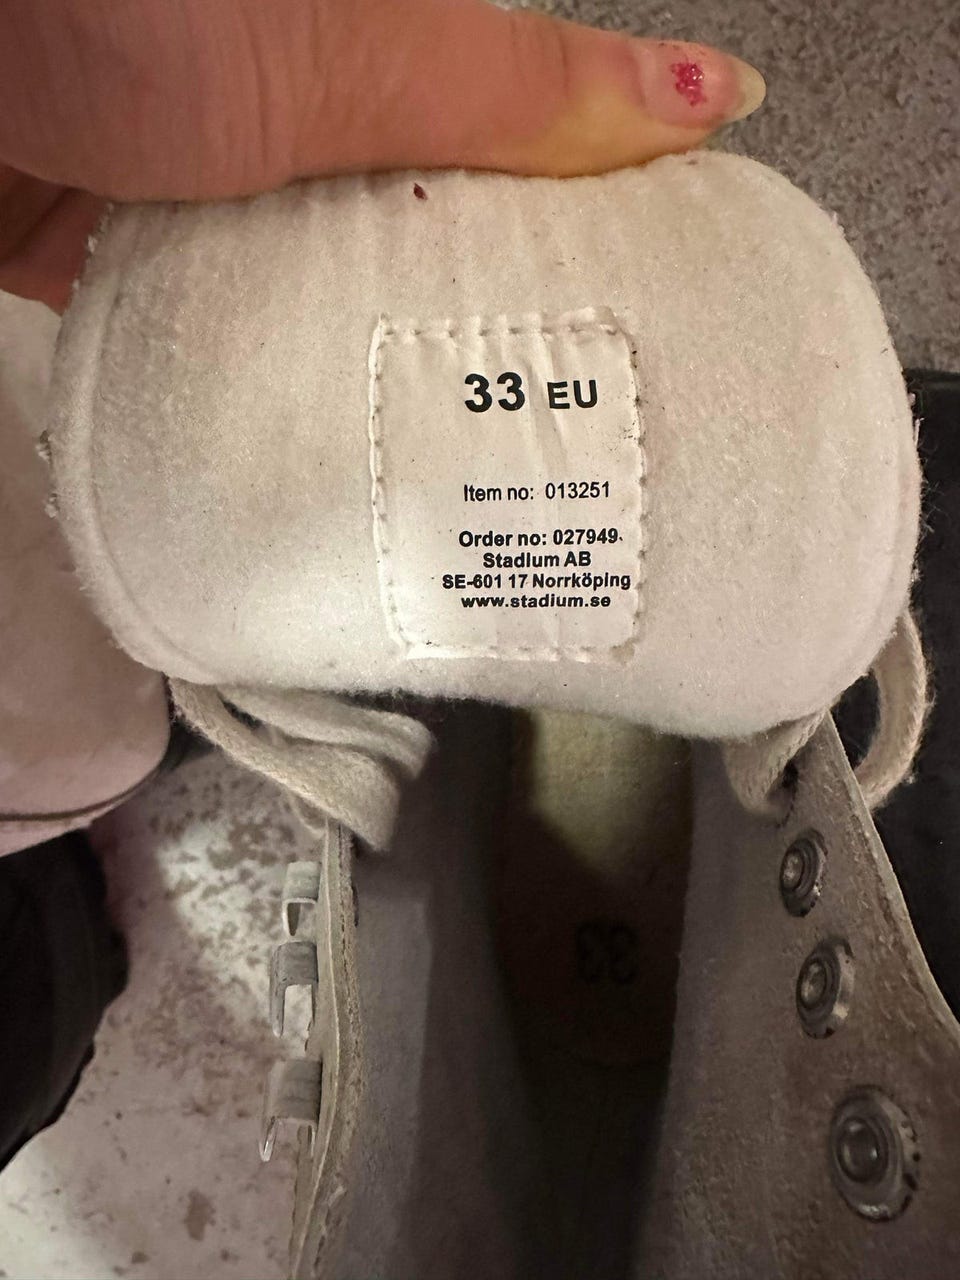 33 EU
Item no: 013251
Order no: 027949
Stadium AB
SE-601 17 Norrköping
www.stadium.se
33